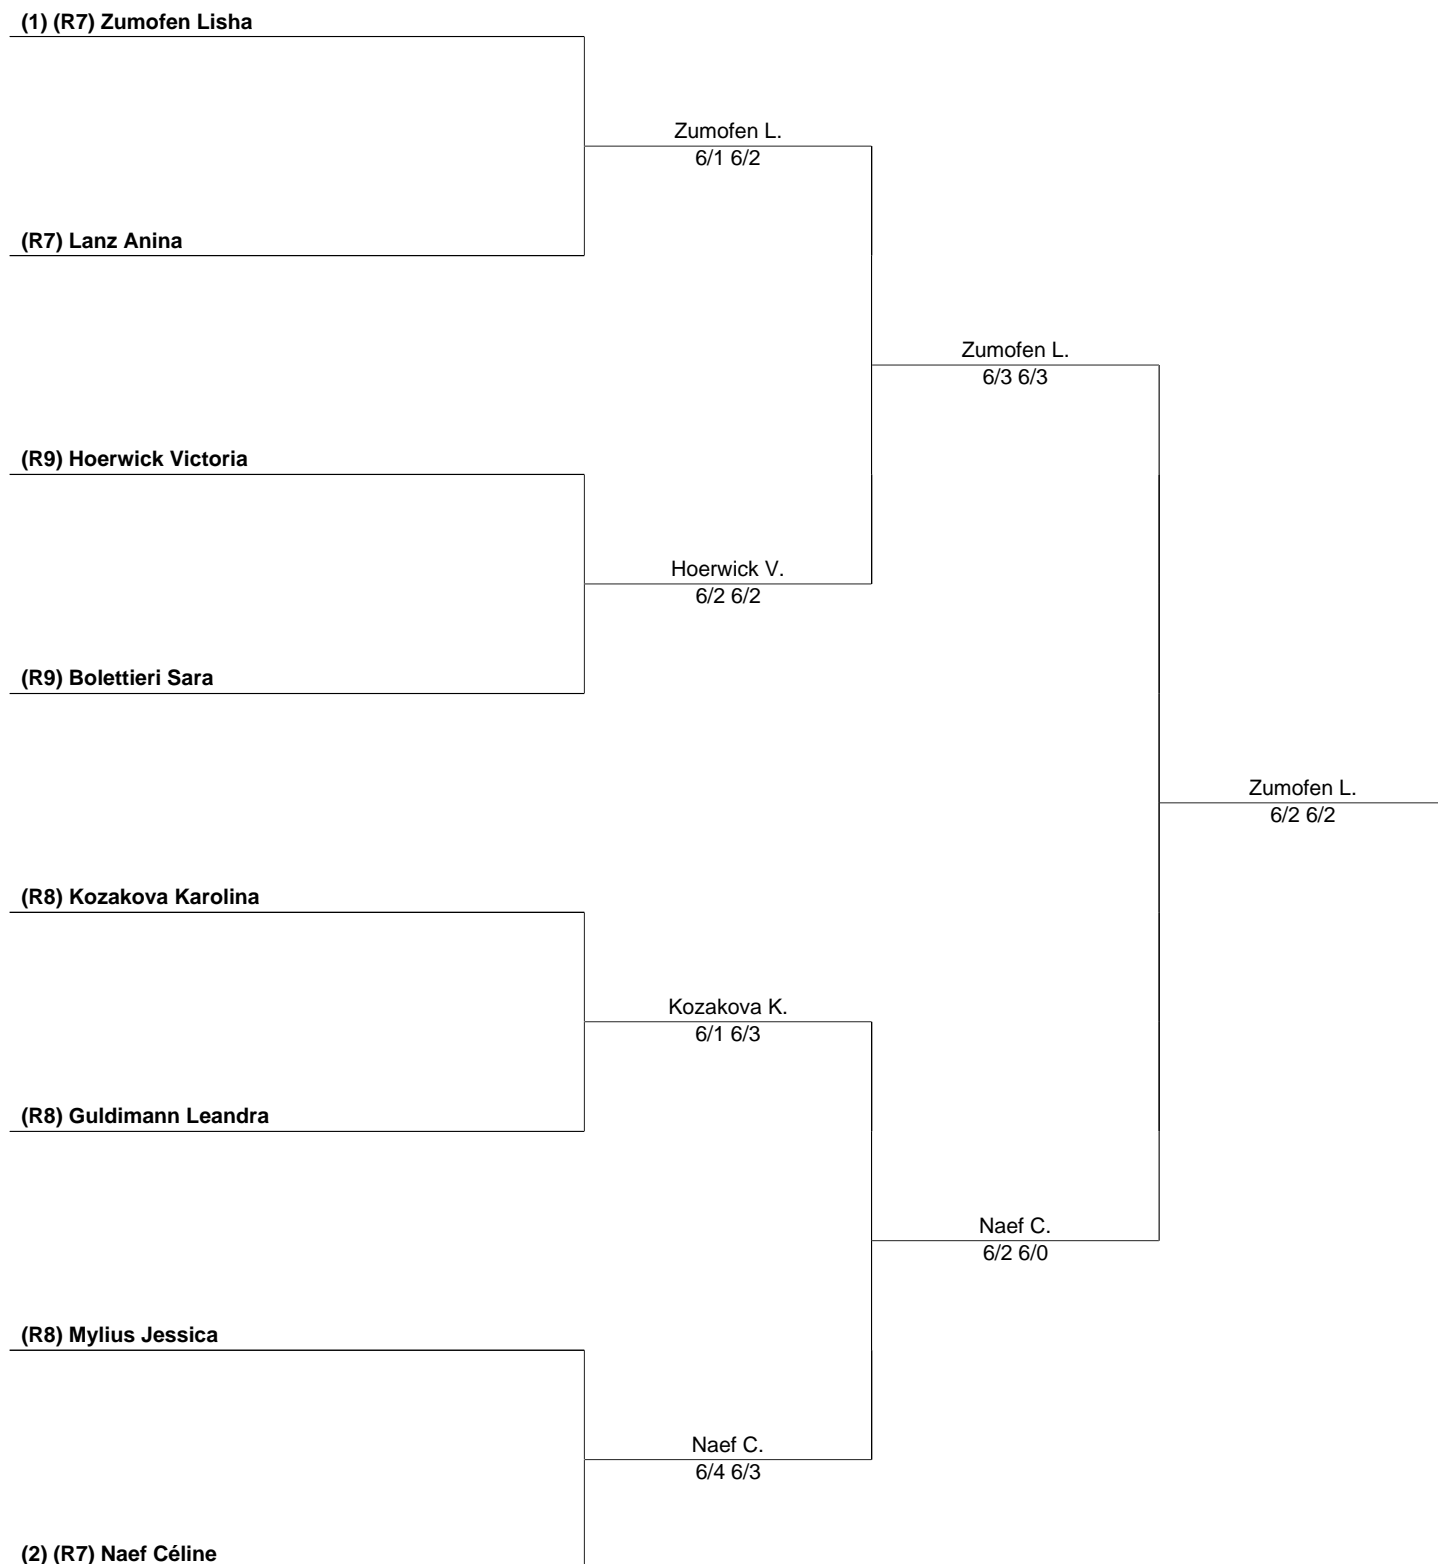 (1) (R7) Zumofen Lisha
Zumofen L.
6/1 6/2
(R7) Lanz Anina
Zumofen L.
6/3 6/3
(R9) Hoerwick Victoria
Hoerwick V.
6/2 6/2
(R9) Bolettieri Sara
Zumofen L.
6/2 6/2
(R8) Kozakova Karolina
Kozakova K.
6/1 6/3
(R8) Guldimann Leandra
Naef C.
6/2 6/0
(R8) Mylius Jessica
Naef C.
6/4 6/3
(2) (R7) Naef Céline